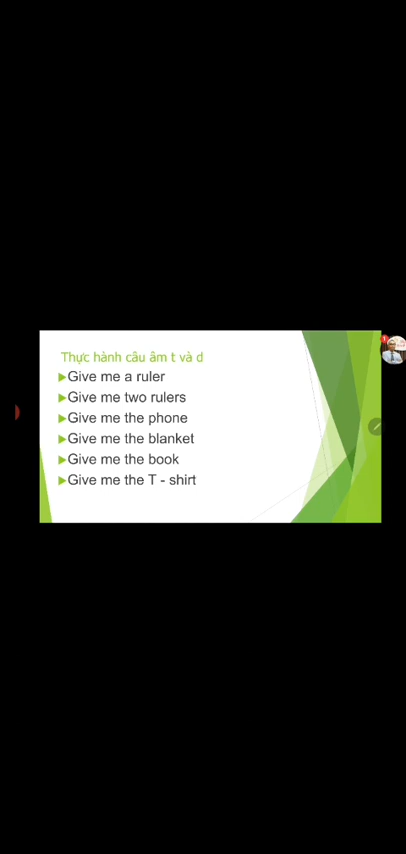 Thực hành câu âm t và d
Give me a ruler
Give me two rulers
Give me the phone
Give me the blanket
Give me the book
Give me the T - shirt
1